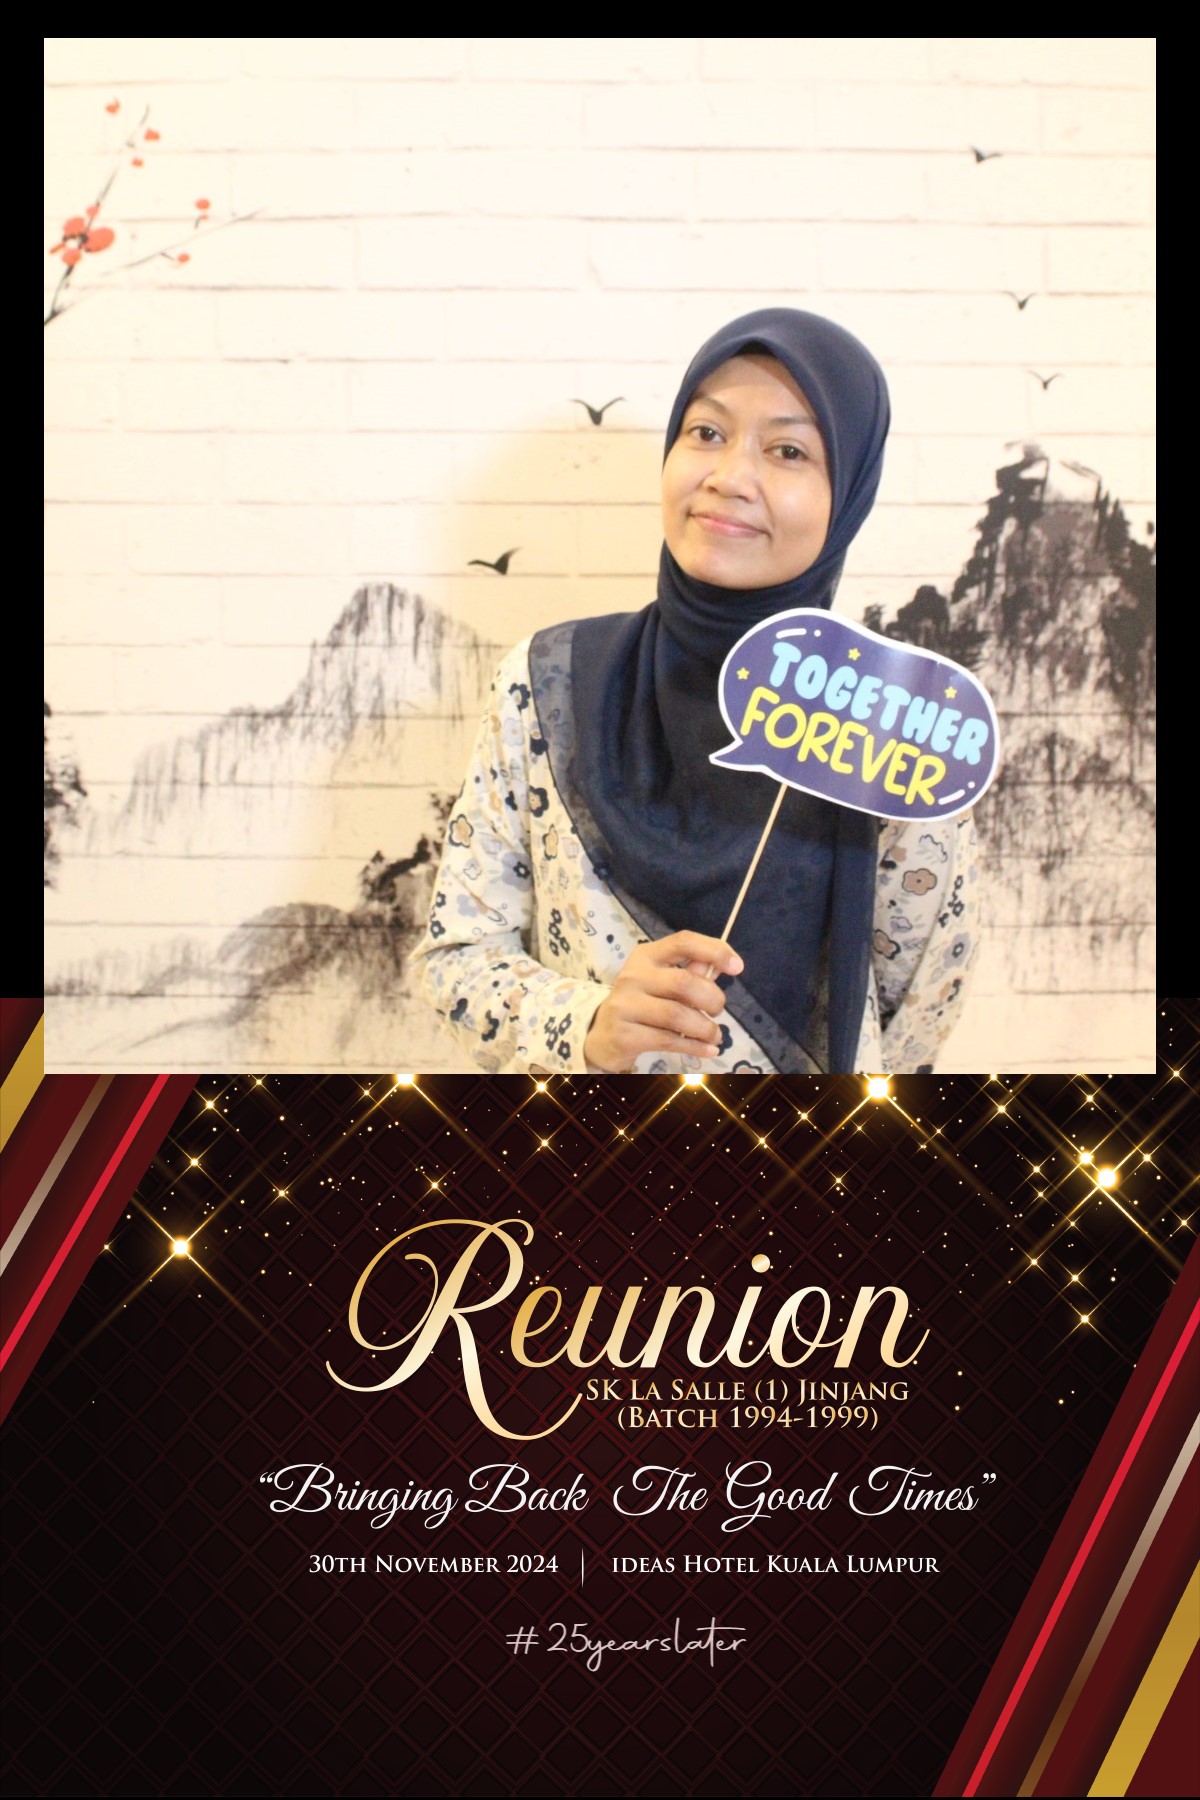 TOGETHER
FOREVER
Reunion
SK LA SALLE (1) JINJANG
(BATCH 1994-1999)
“Bringing Back The Good Times”
30TH NOVEMBER 2024 | IDEAS HOTEL KUALA LUMPUR
#25yearslater